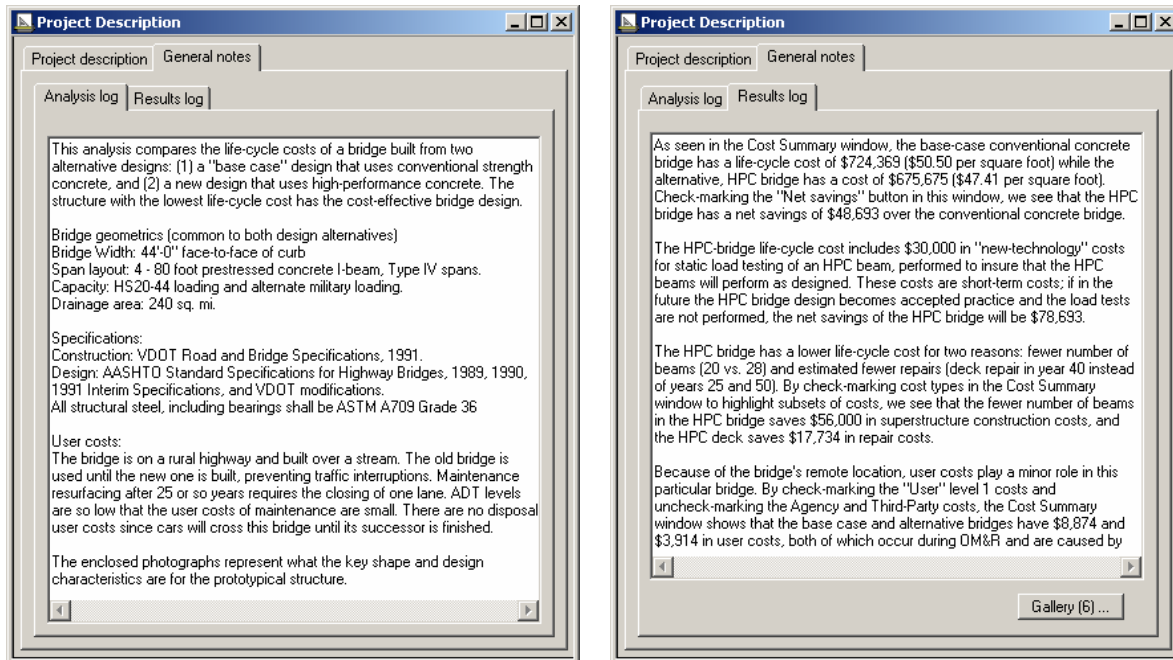 Project Description
Project description
General notes
Analysis log
Results log
This analysis compares the life-cycle costs of a bridge built from two
alternative designs: (1) a "base case" design that uses conventional strength
concrete, and (2) a new design that uses high-performance concrete. The
structure with the lowest life-cycle cost has the cost-effective bridge design.
Bridge geometrics (common to both design alternatives)
Bridge Width: 44'-0" face-to-face of curb
Span layout: 4 - 80 foot prestressed concrete I-beam, Type IV spans.
Capacity: HS20-44 loading and alternate military loading.
Drainage area: 240 sq. mi.
Specifications:
Construction: VDOT Road and Bridge Specifications, 1991.
Design: AASHTO Standard Specifications for Highway Bridges, 1989, 1990,
1991 Interim Specifications, and VDOT modifications.
All structural steel, including bearings shall be ASTM A709 Grade 36
User costs:
The bridge is on a rural highway and built over a stream. The old bridge is
used until the new one is built, preventing traffic interruptions. Maintenance
resurfacing after 25 or so years requires the closing of one lane. ADT levels
are so low that the user costs of maintenance are small. There are no disposal
user costs since cars will cross this bridge until its successor is finished.
The enclosed photographs represent what the key shape and design
characteristics are for the prototypical structure.
Project Description
Project description
General notes
Analysis log
Results log
As seen in the Cost Summary window, the base-case conventional concrete
bridge has a life-cycle cost of $724,369 ($50.50 per square foot) while the
alternative, HPC bridge has a cost of $675,675 ($47.41 per square foot).
Check-marking the "Net savings" button in this window, we see that the HPC
bridge has a net savings of $48,693 over the conventional concrete bridge.
The HPC-bridge life-cycle cost includes $30,000 in "new-technology" costs
for static load testing of an HPC beam, performed to insure that the HPC
beams will perform as designed. These costs are short-term costs; if in the
future the HPC bridge design becomes accepted practice and the load tests
are not performed, the net savings of the HPC bridge will be $78,693.
The HPC bridge has a lower life-cycle cost for two reasons: fewer number of
beams (20 vs. 28) and estimated fewer repairs (deck repair in year 40 instead
of years 25 and 50). By check-marking cost types in the Cost Summary
window to highlight subsets of costs, we see that the fewer number of beams
in the HPC bridge saves $56,000 in superstructure construction costs, and
the HPC deck saves $17,734 in repair costs.
Because of the bridge's remote location, user costs play a minor role in this
particular bridge. By check-marking the "User" level 1 costs and
uncheck-marking the Agency and Third-Party costs, the Cost Summary
window shows that the base case and alternative bridges have $8,874 and
$3,914 in user costs, both of which occur during OM&R and are caused by
Gallery (6) ...